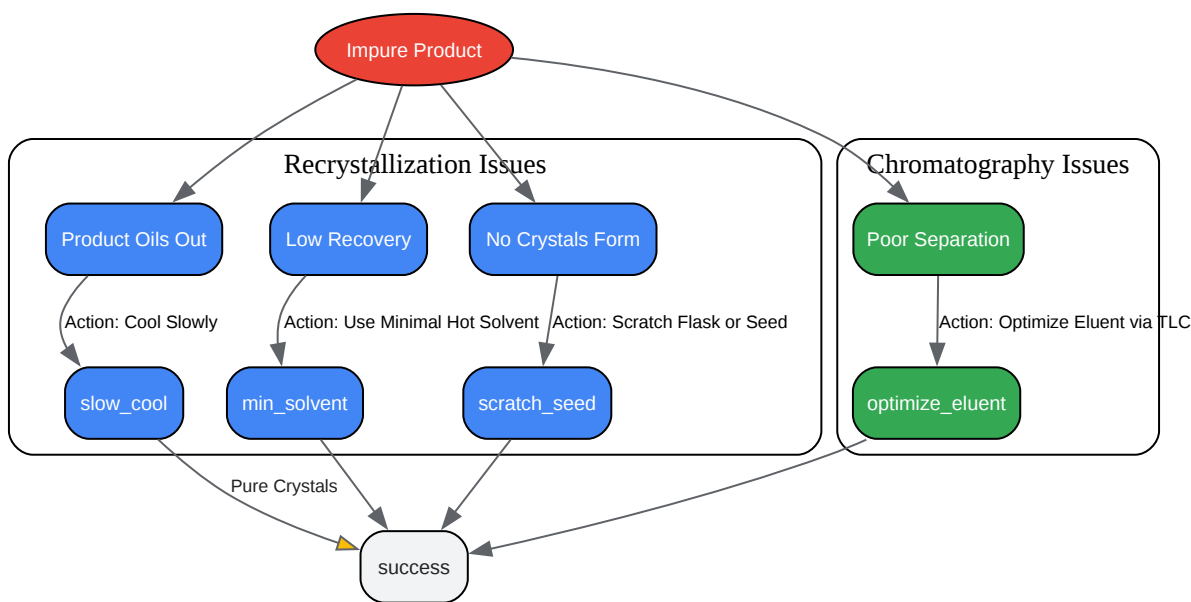 Impure Product
Recrystallization Issues
Chromatography Issues
Product Oils Out
Low Recovery
No Crystals Form
Poor Separation
Action: Cool Slowly
Action: Use Minimal Hot Solvent
Action: Scratch Flask or Seed
Action: Optimize Eluent via TLC
slow_cool
min_solvent
scratch_seed
optimize_eluent
Pure Crystals
success